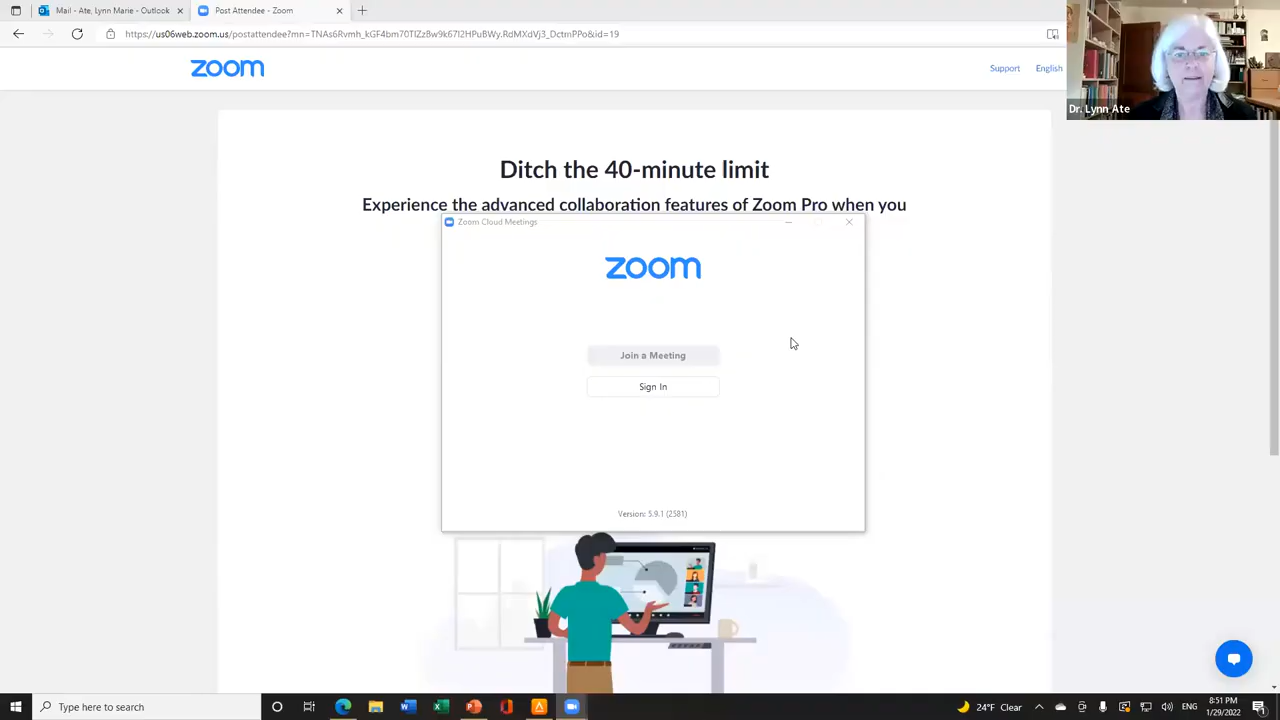 Mail - Ate, Lynn Marie - Outlook
Post Attendee - Zoom
zoom
Support
English
Dr. Lynn Ate
Ditch the 40-minute limit
Experience the advanced collaboration features of Zoom Pro when you
Zoom Cloud Meetings
zoom
Join a Meeting
Sign In
Version: 5.9.1 (2581)
Type here to search
24°F Clear
ENG
8:51 PM
1/29/2022